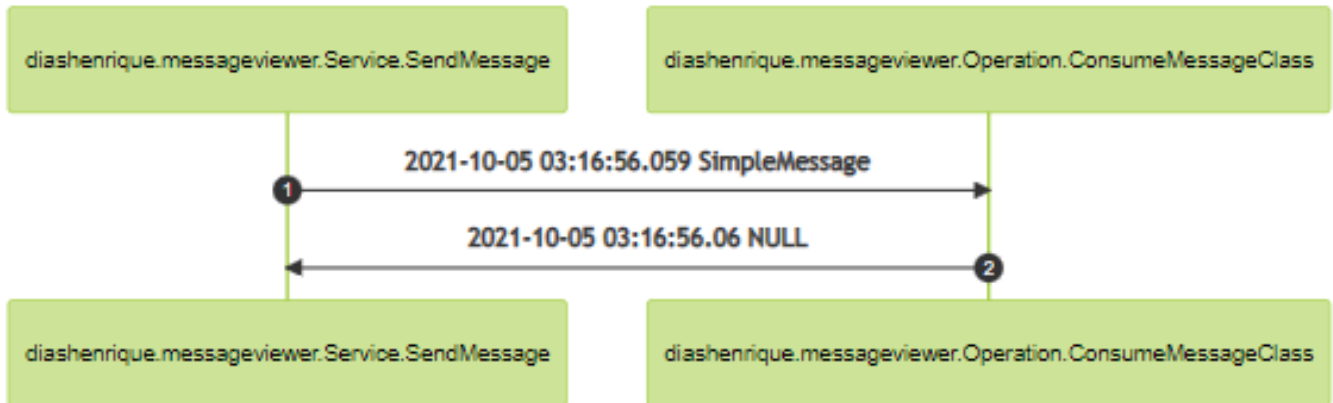 diashenrique.messageviewer.Service.SendMessage
diashenrique.messageviewer.Operation.ConsumeMessageClass
2021-10-05 03:16:56.059 SimpleMessage
1
2021-10-05 03:16:56.06 NULL
2
diashenrique.messageviewer.Service.SendMessage
diashenrique.messageviewer.Operation.ConsumeMessageClass